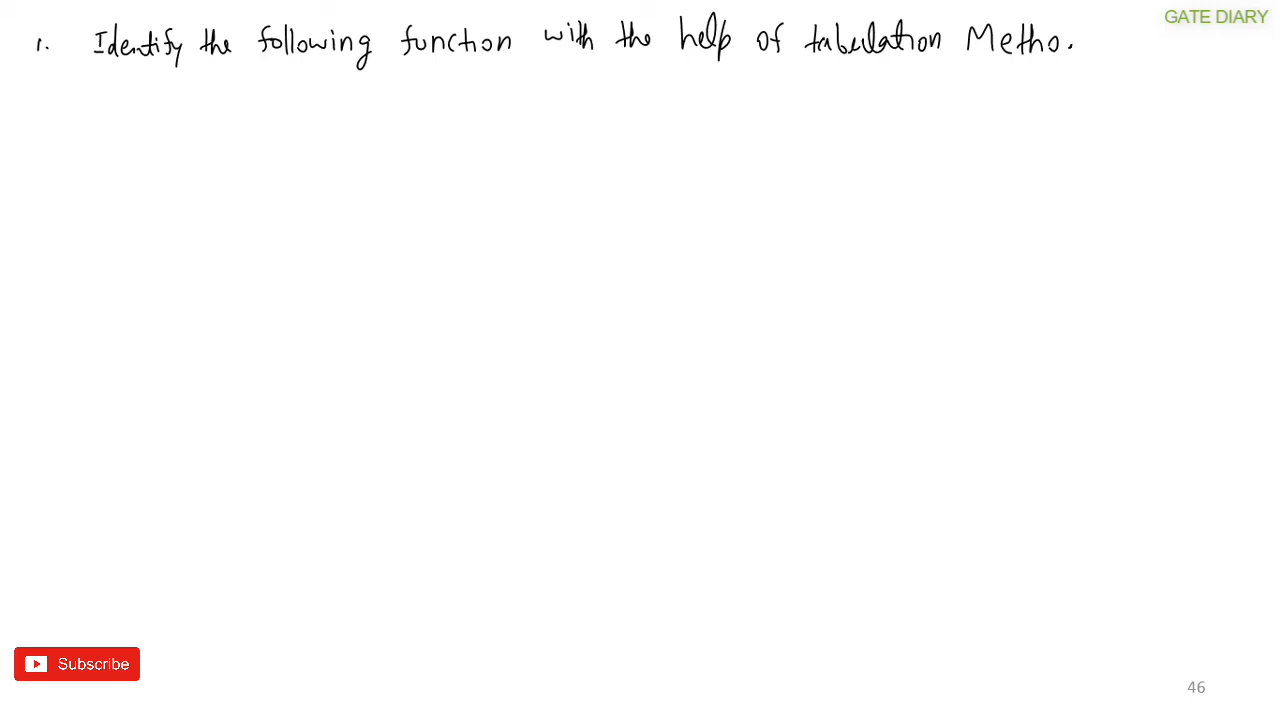 GATE DIARY
1. Identify the following function with the help of tabulation Metho.
Subscribe
46